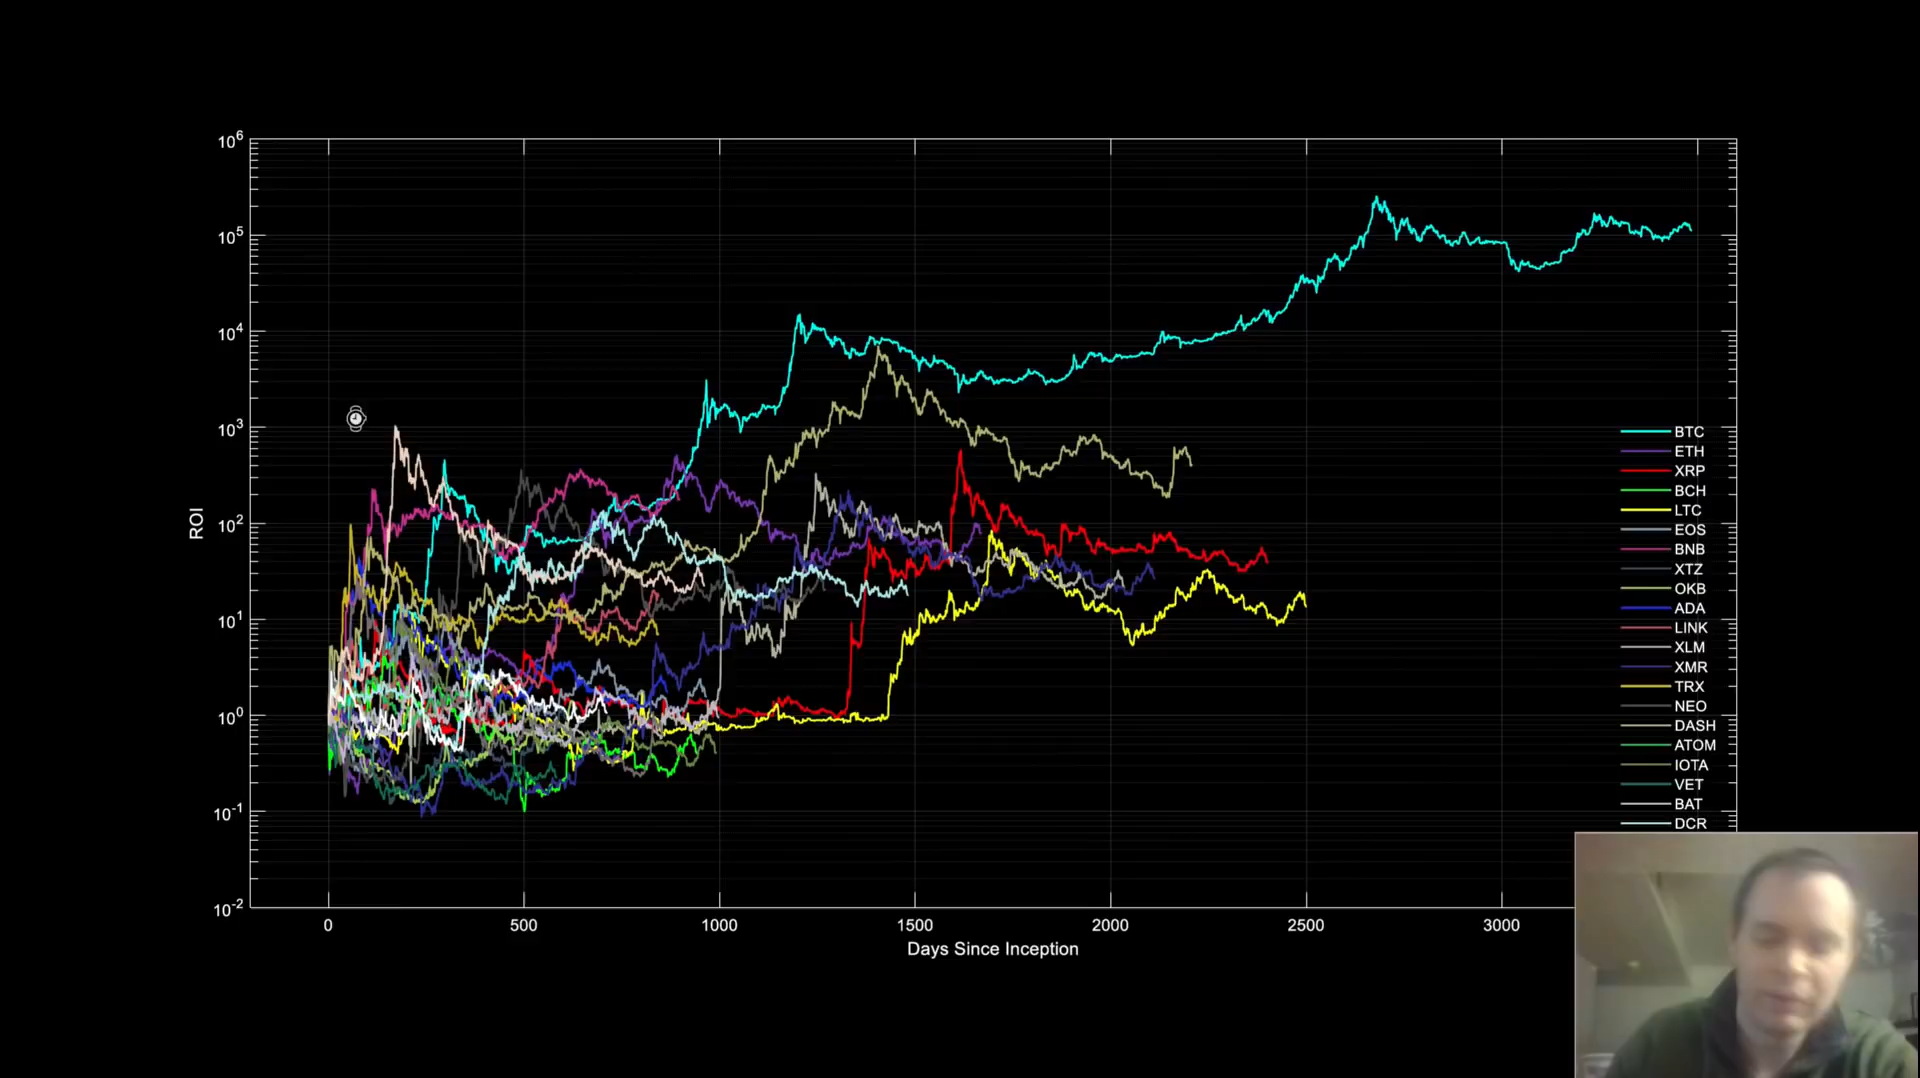 10^6
10^5
10^4
10^3
10^2
10^1
10^0
10^-1
10^-2
ROI
0 500 1000 1500 2000 2500 3000
Days Since Inception
BTC
ETH
XRP
BCH
LTC
EOS
BNB
XTZ
OKB
ADA
LINK
XLM
XMR
TRX
NEO
DASH
ATOM
IOTA
VET
BAT
DCR